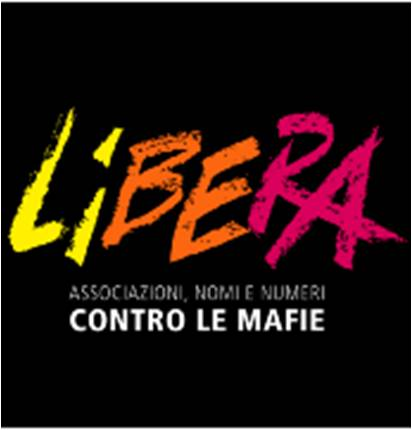 LiBERA
ASSOCIAZIONI, NOMI E NUMERI
CONTRO LE MAFIE